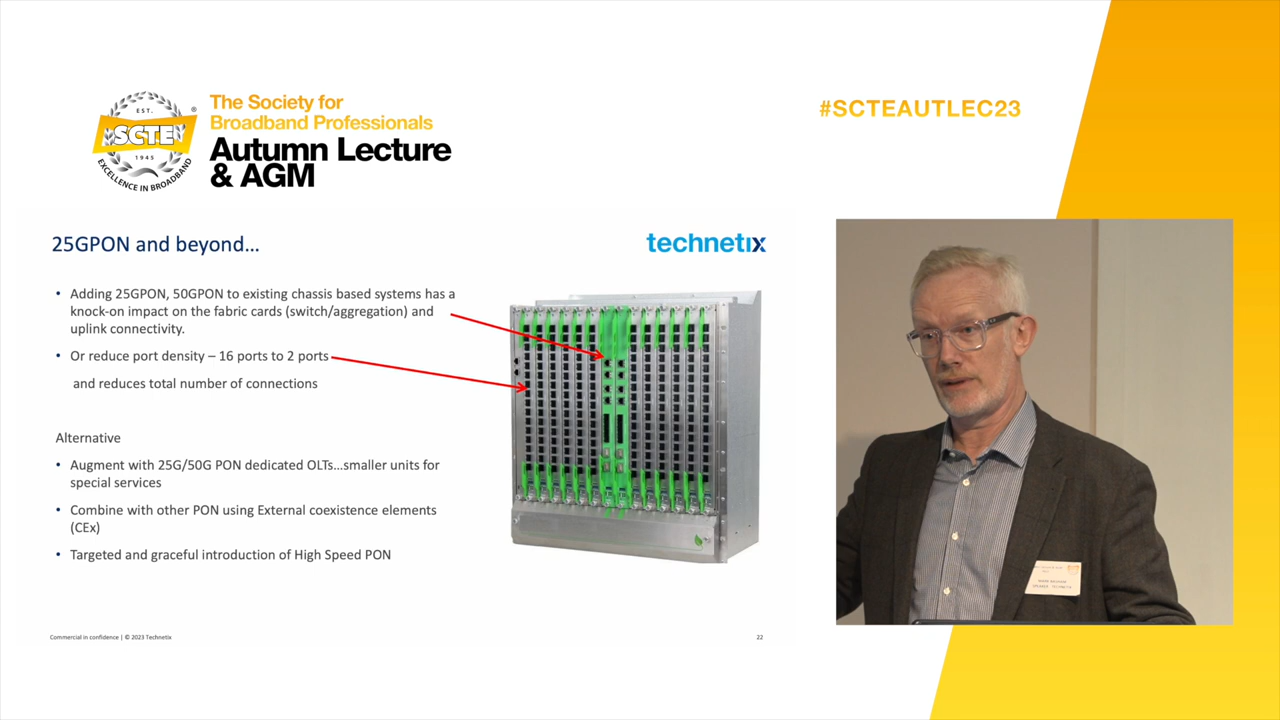 EST.
SCTE
®
1945
EXCELLENCE IN BROADBAND
The Society for
Broadband Professionals
Autumn Lecture
& AGM
#SCTEAUTLEC23
25GPON and beyond...
technetix
• Adding 25GPON, 50GPON to existing chassis based systems has a
knock-on impact on the fabric cards (switch/aggregation) and
uplink connectivity.
• Or reduce port density – 16 ports to 2 ports
and reduces total number of connections
Alternative
• Augment with 25G/50G PON dedicated OLTs...smaller units for
special services
• Combine with other PON using External coexistence elements
(CEx)
• Targeted and graceful introduction of High Speed PON
Commercial in confidence | © 2023 Technetix
22